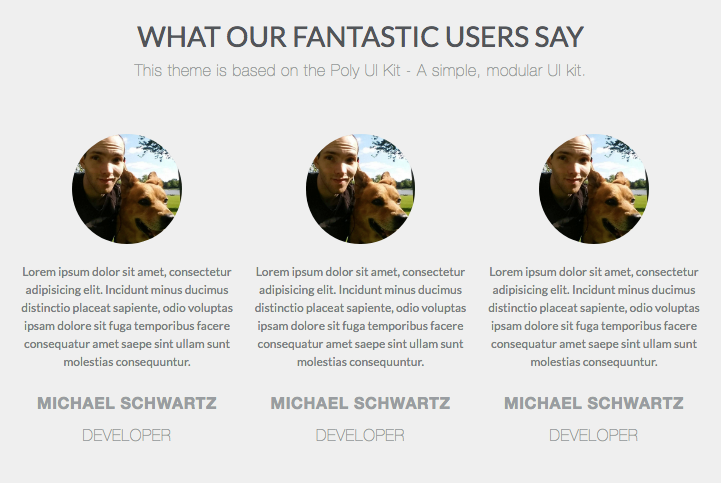 WHAT OUR FANTASTIC USERS SAY
This theme is based on the Poly UI Kit - A simple, modular UI kit.
Lorem ipsum dolor sit amet, consectetur
adipisicing elit. Incidunt minus ducimus
distinctio placeat sapiente, odio voluptas
ipsam dolore sit fuga temporibus facere
consequatur amet saepe sint ullam sunt
molestias consequuntur.
MICHAEL SCHWARTZ
DEVELOPER
Lorem ipsum dolor sit amet, consectetur
adipisicing elit. Incidunt minus ducimus
distinctio placeat sapiente, odio voluptas
ipsam dolore sit fuga temporibus facere
consequatur amet saepe sint ullam sunt
molestias consequuntur.
MICHAEL SCHWARTZ
DEVELOPER
Lorem ipsum dolor sit amet, consectetur
adipisicing elit. Incidunt minus ducimus
distinctio placeat sapiente, odio voluptas
ipsam dolore sit fuga temporibus facere
consequatur amet saepe sint ullam sunt
molestias consequuntur.
MICHAEL SCHWARTZ
DEVELOPER